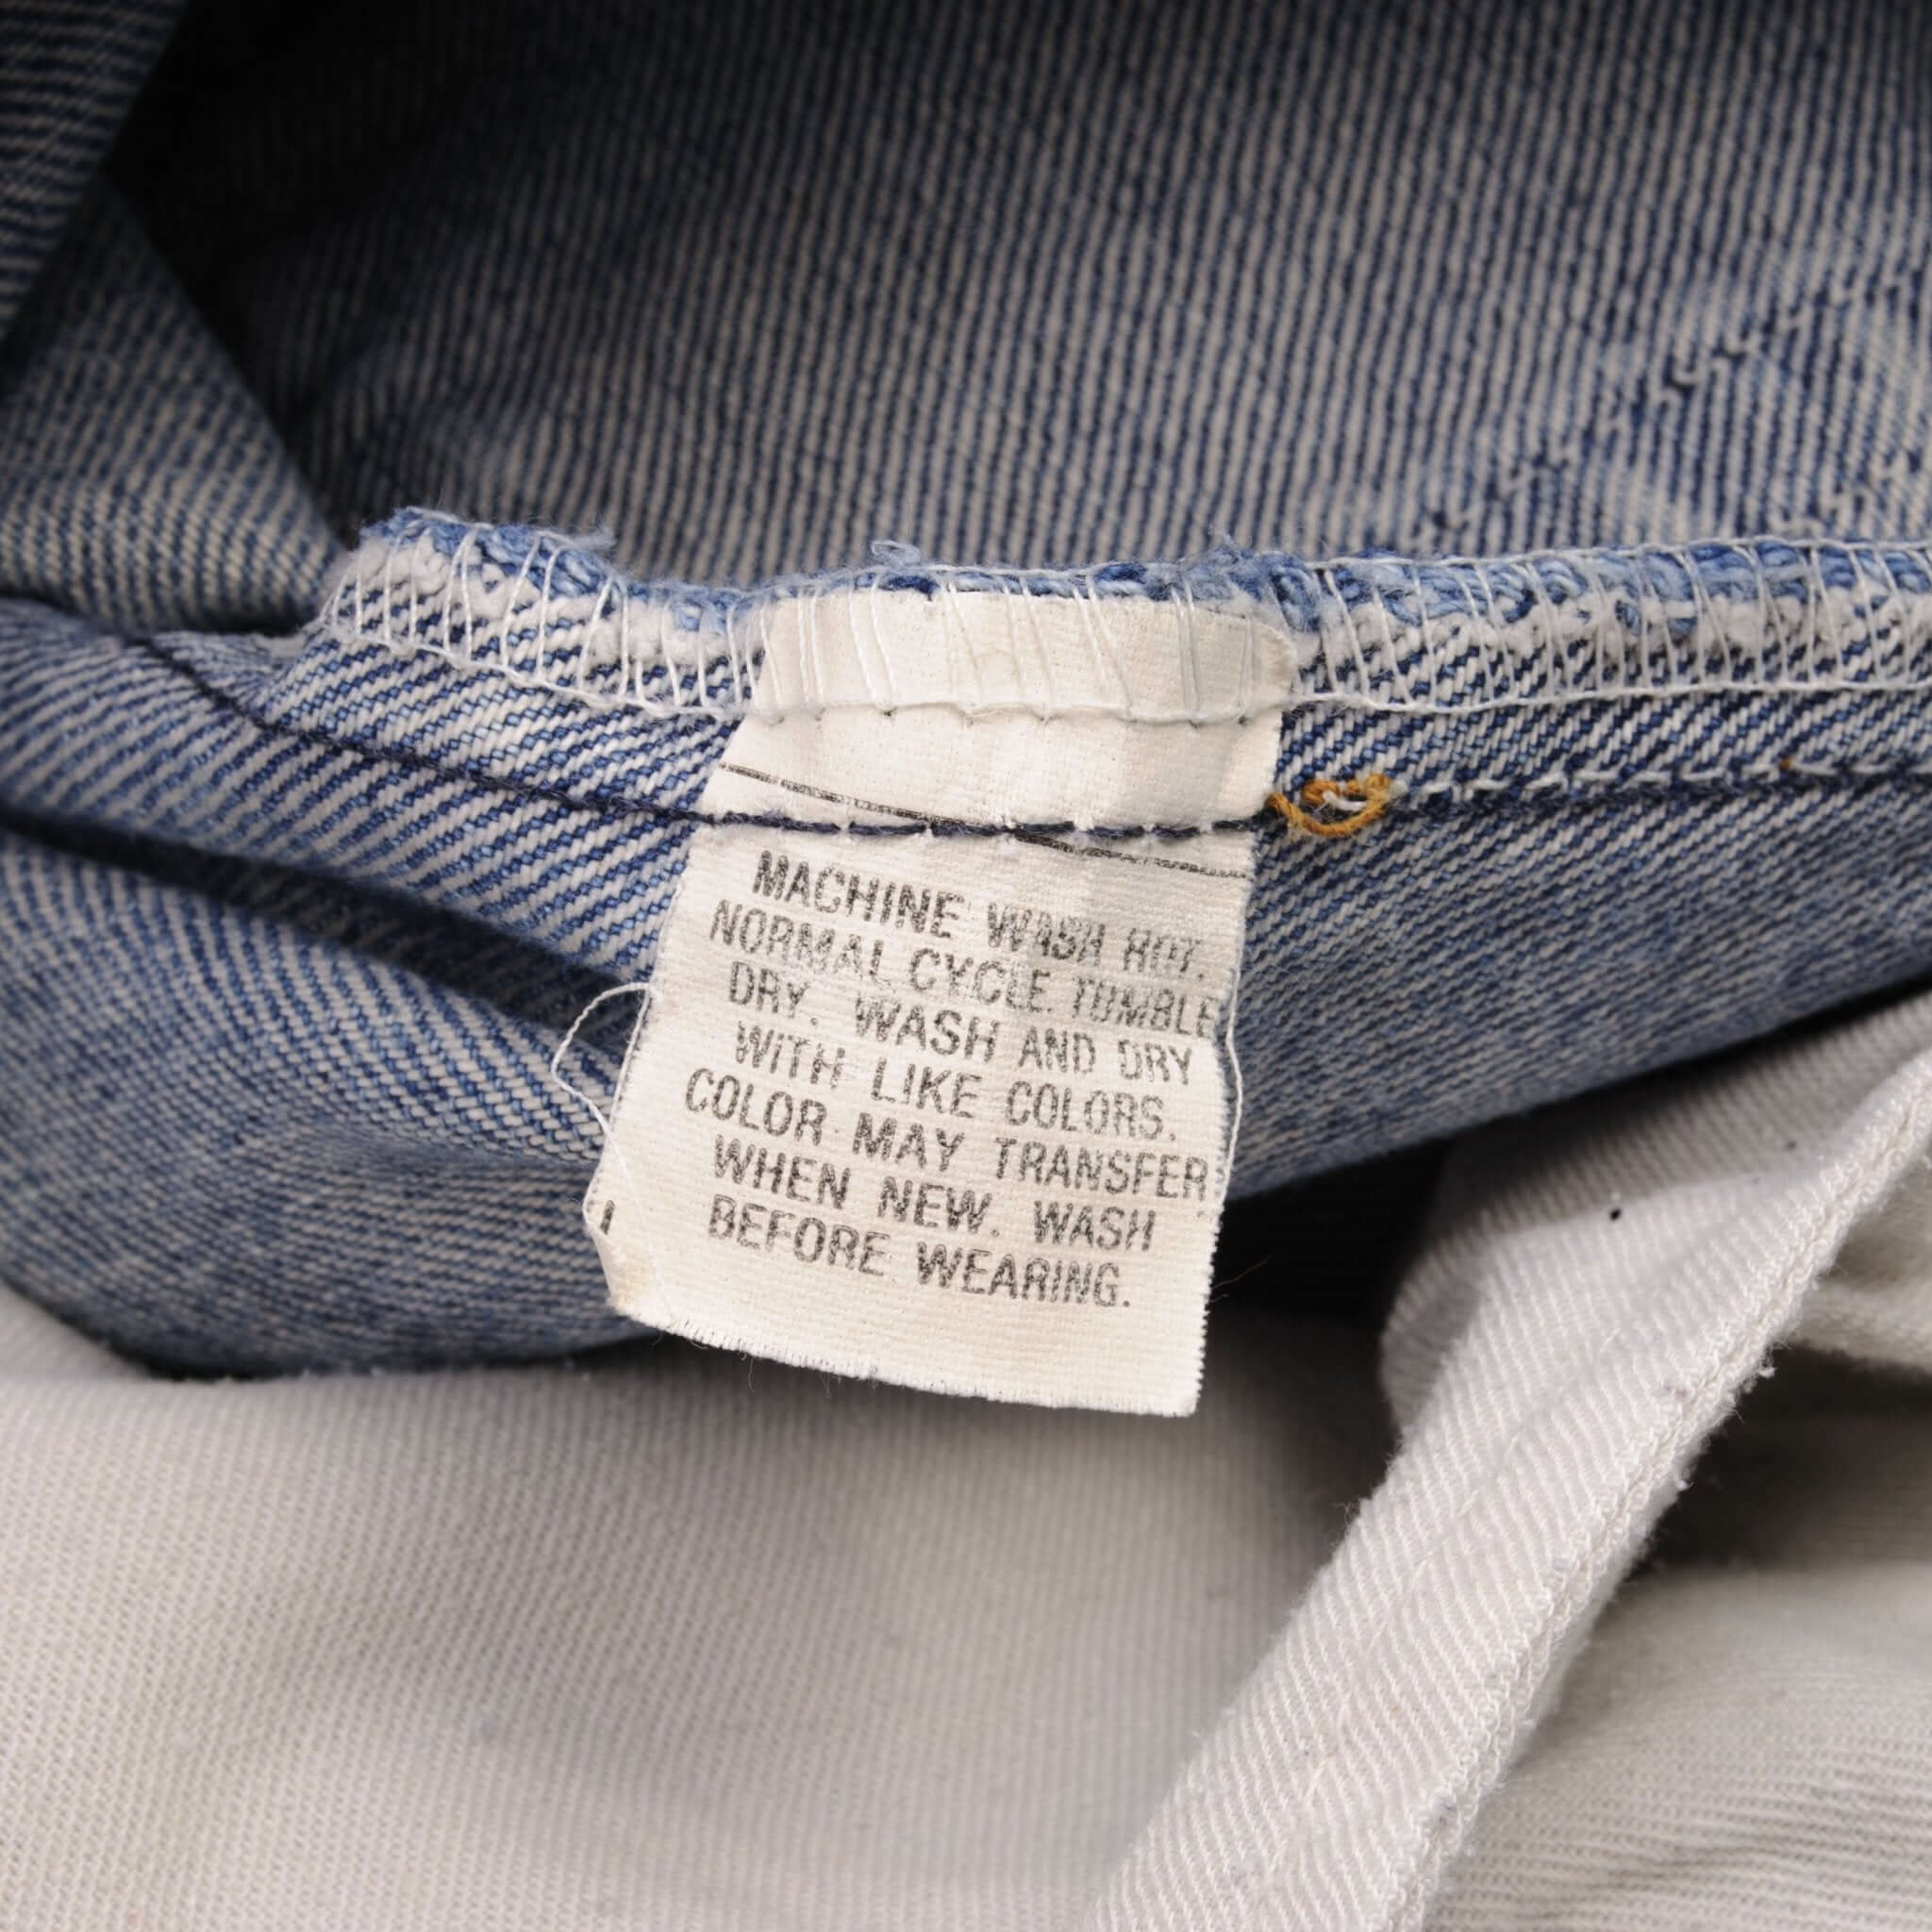 MACHINE WASH HOT.
NORMAL CYCLE TUMBLE
DRY. WASH AND DRY
WITH LIKE COLORS.
COLOR MAY TRANSFER
WHEN NEW. WASH
BEFORE WEARING.